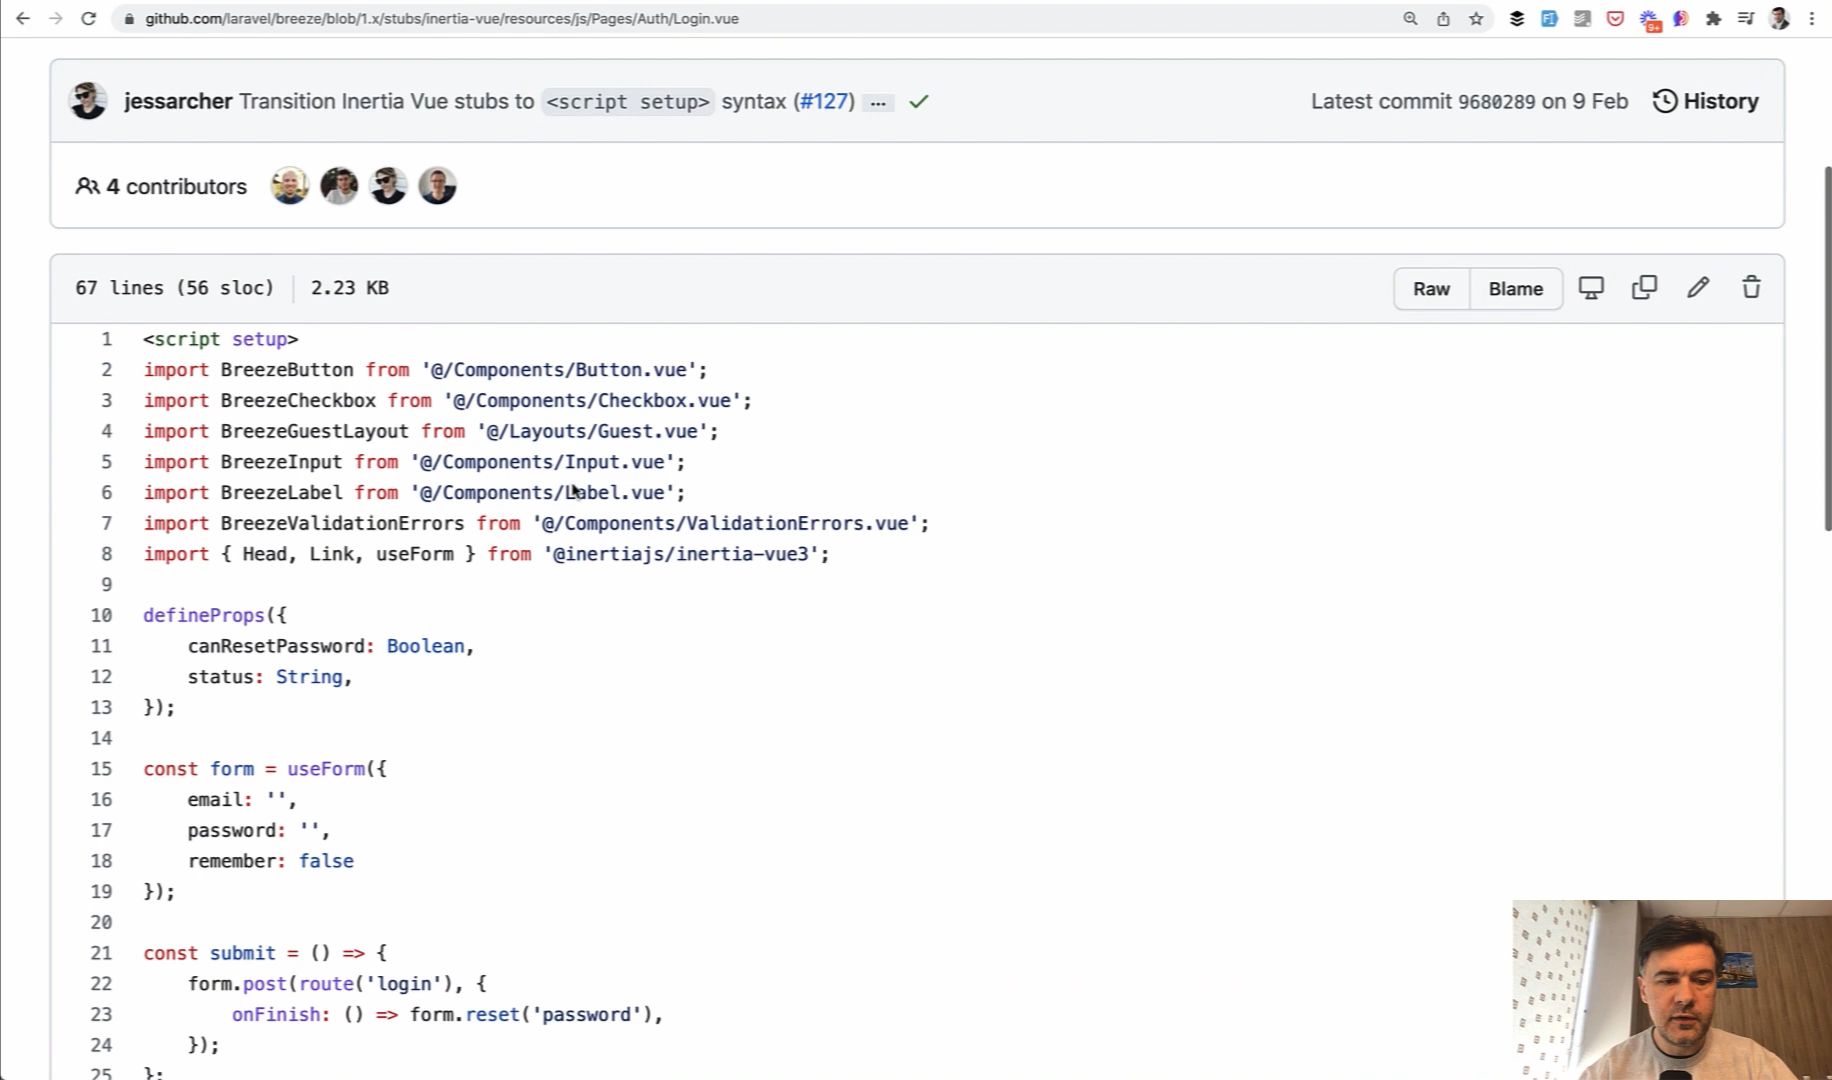 github.com/laravel/breeze/blob/1.x/stubs/inertia-vue/resources/js/Pages/Auth/Login.vue
9+
jessarcher Transition Inertia Vue stubs to <script setup> syntax (#127) ... Latest commit 9680289 on 9 Feb History
4 contributors
67 lines (56 sloc) 2.23 KB Raw Blame
1 <script setup>
2 import BreezeButton from '@/Components/Button.vue';
3 import BreezeCheckbox from '@/Components/Checkbox.vue';
4 import BreezeGuestLayout from '@/Layouts/Guest.vue';
5 import BreezeInput from '@/Components/Input.vue';
6 import BreezeLabel from '@/Components/Label.vue';
7 import BreezeValidationErrors from '@/Components/ValidationErrors.vue';
8 import { Head, Link, useForm } from '@inertiajs/inertia-vue3';
9
10 defineProps({
11 canResetPassword: Boolean,
12 status: String,
13 });
14
15 const form = useForm({
16 email: '',
17 password: '',
18 remember: false
19 });
20
21 const submit = () => {
22 form.post(route('login'), {
23 onFinish: () => form.reset('password'),
24 });
25 };